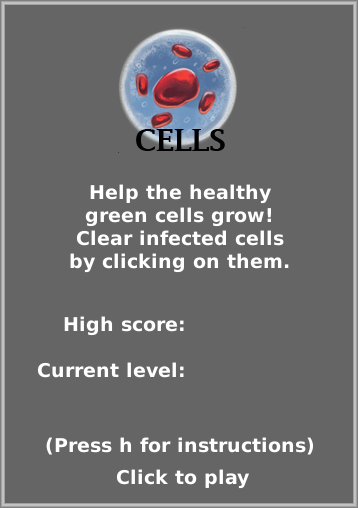 CELLS
Help the healthy
green cells grow!
Clear infected cells
by clicking on them.
High score:
Current level:
(Press h for instructions)
Click to play